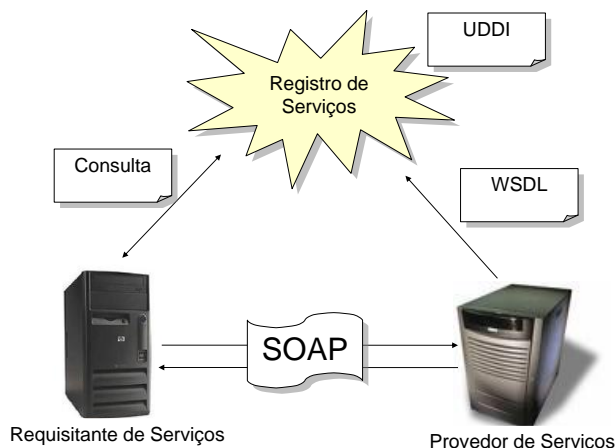 UDDI
Registro de
Serviços
Consulta
WSDL
SOAP
Requisitante de Serviços
Provedor de Serviços